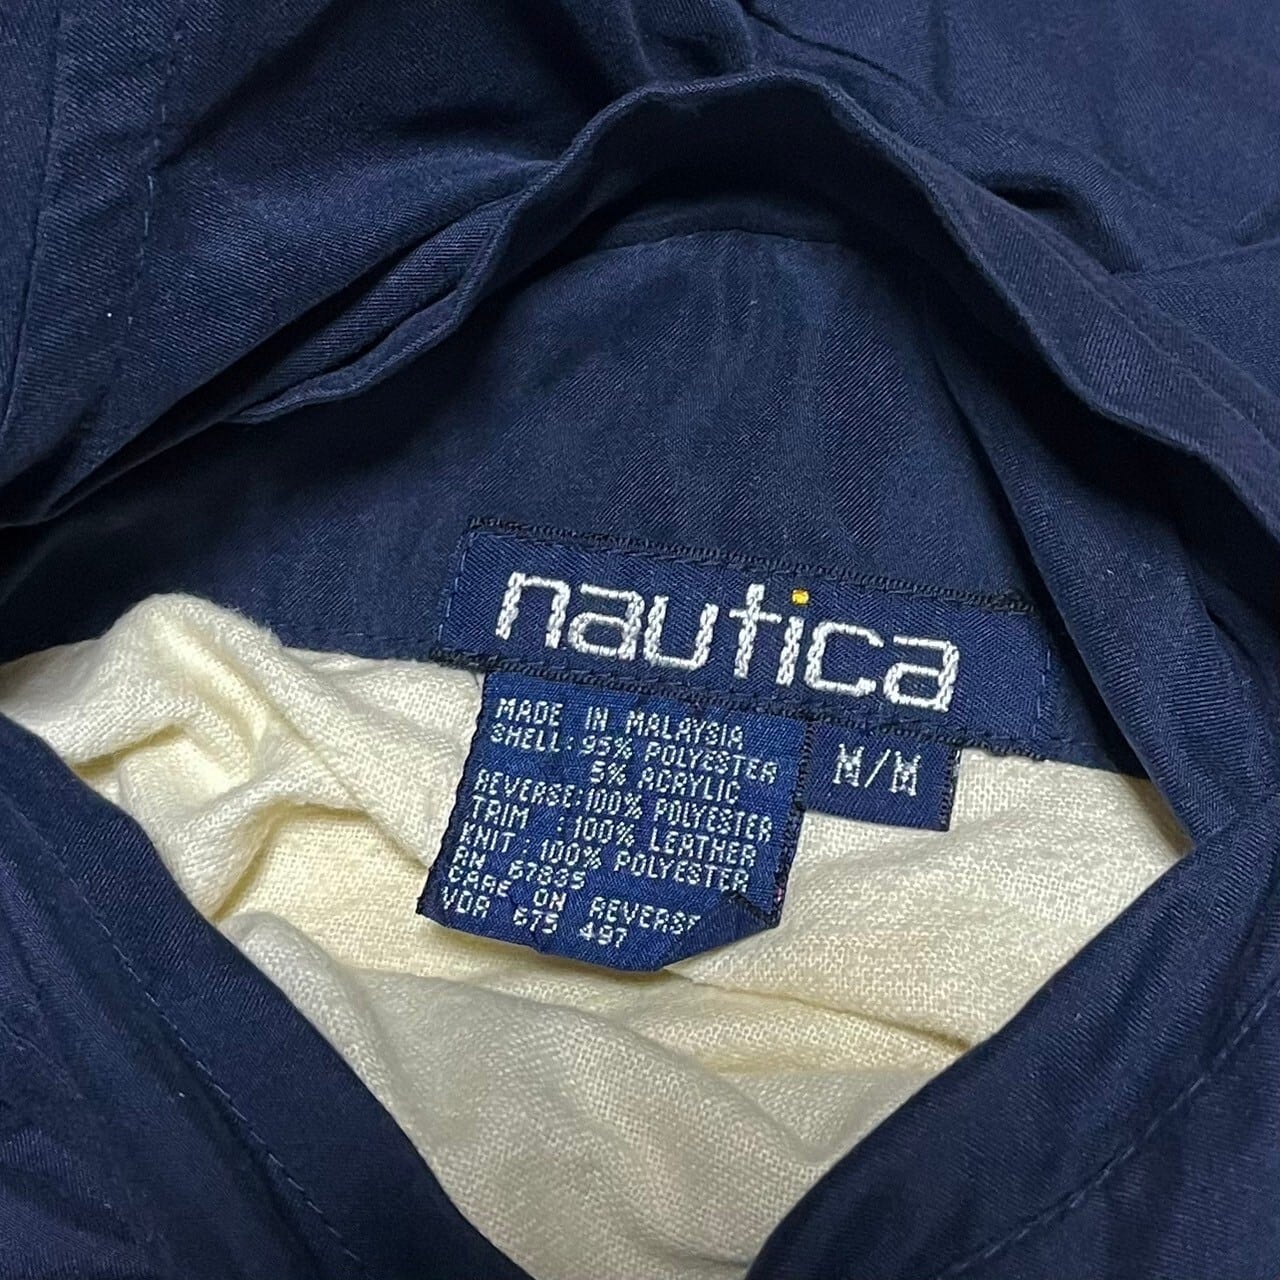 nautica
M/M
MADE IN MALAYSIA
SHELL: 95% POLYESTER
5% ACRYLIC
REVERSE: 100% POLYESTER
TRIM : 100% LEATHER
KNIT: 100% POLYESTER
RN 67835
CARE ON REVERSE
VDR 675 497